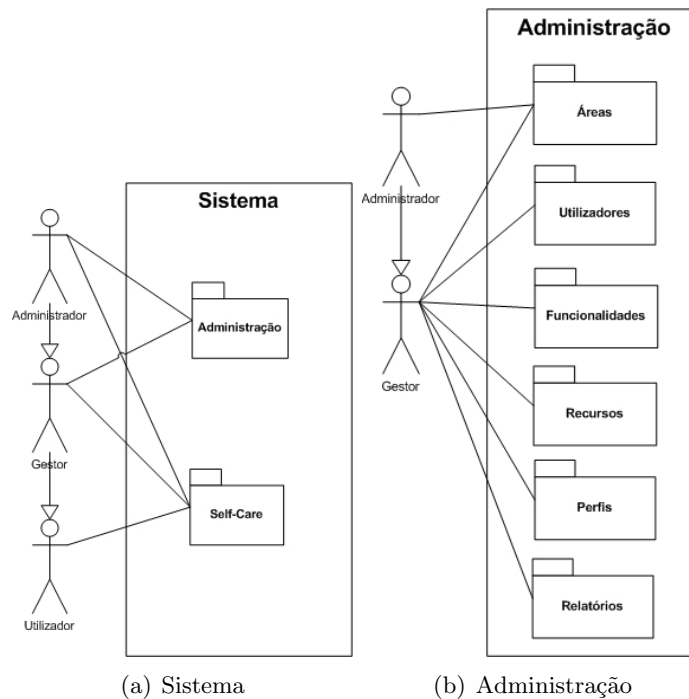 Sistema
Administrador
Administração
Gestor
Self-Care
Utilizador
(a) Sistema
Administração
Áreas
Administrador
Utilizadores
Funcionalidades
Gestor
Recursos
Perfis
Relatórios
(b) Administração